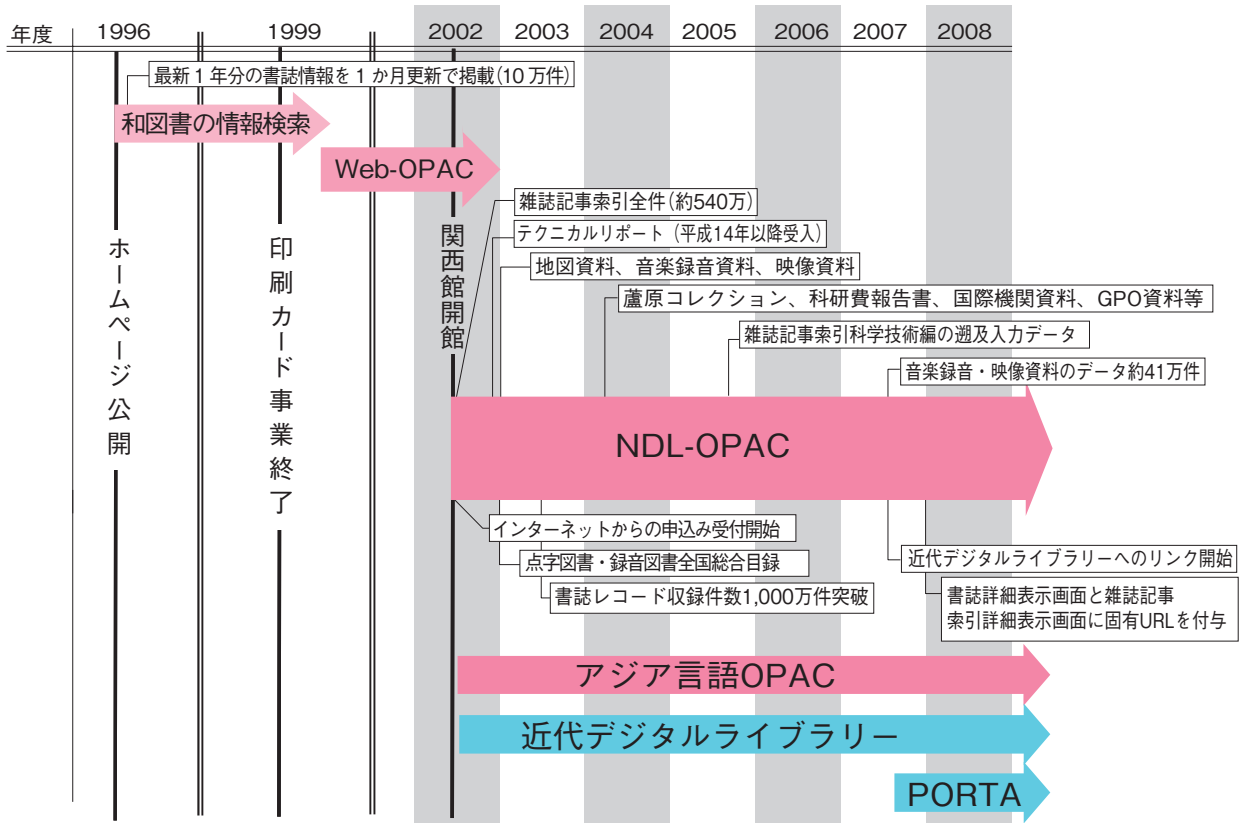 年度 1996 1999 2002 2003 2004 2005 2006 2007 2008
最新1年分の書誌情報を1か月更新で掲載(10万件)
和図書の情報検索
Web-OPAC
雑誌記事索引全件(約540万)
テクニカルリポート(平成14年以降受入)
地図資料、音楽録音資料、映像資料
蘆原コレクション、科研費報告書、国際機関資料、GPO資料等
雑誌記事索引科学技術編の遡及入力データ
音楽録音・映像資料のデータ約41万件
ホームページ公開
印刷カード事業終了
関西館開館
NDL-OPAC
インターネットからの申込み受付開始
点字図書・録音図書全国総合目録
書誌レコード収録件数1,000万件突破
近代デジタルライブラリーへのリンク開始
書誌詳細表示画面と雑誌記事
索引詳細表示画面に固有URLを付与
アジア言語OPAC
近代デジタルライブラリー
PORTA